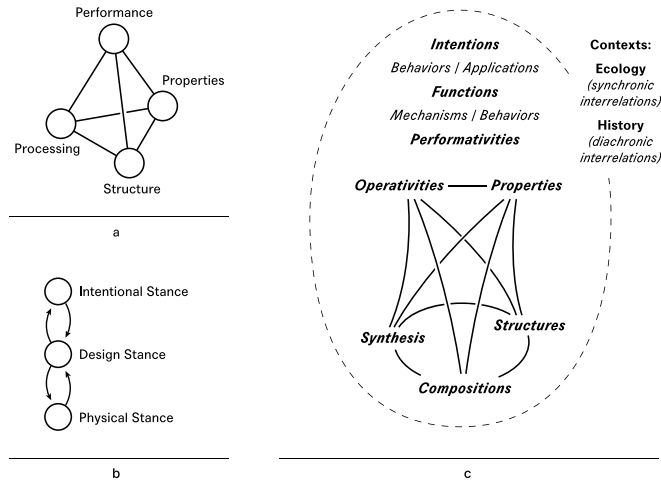 Performance
Properties
Processing
Structure
a
Intentional Stance
Design Stance
Physical Stance
b
Intentions
Behaviors | Applications
Functions
Mechanisms | Behaviors
Performativities
Contexts:
Ecology
(synchronic
interrelations)
History
(diachronic
interrelations)
Operativities
Properties
Synthesis
Structures
Compositions
c